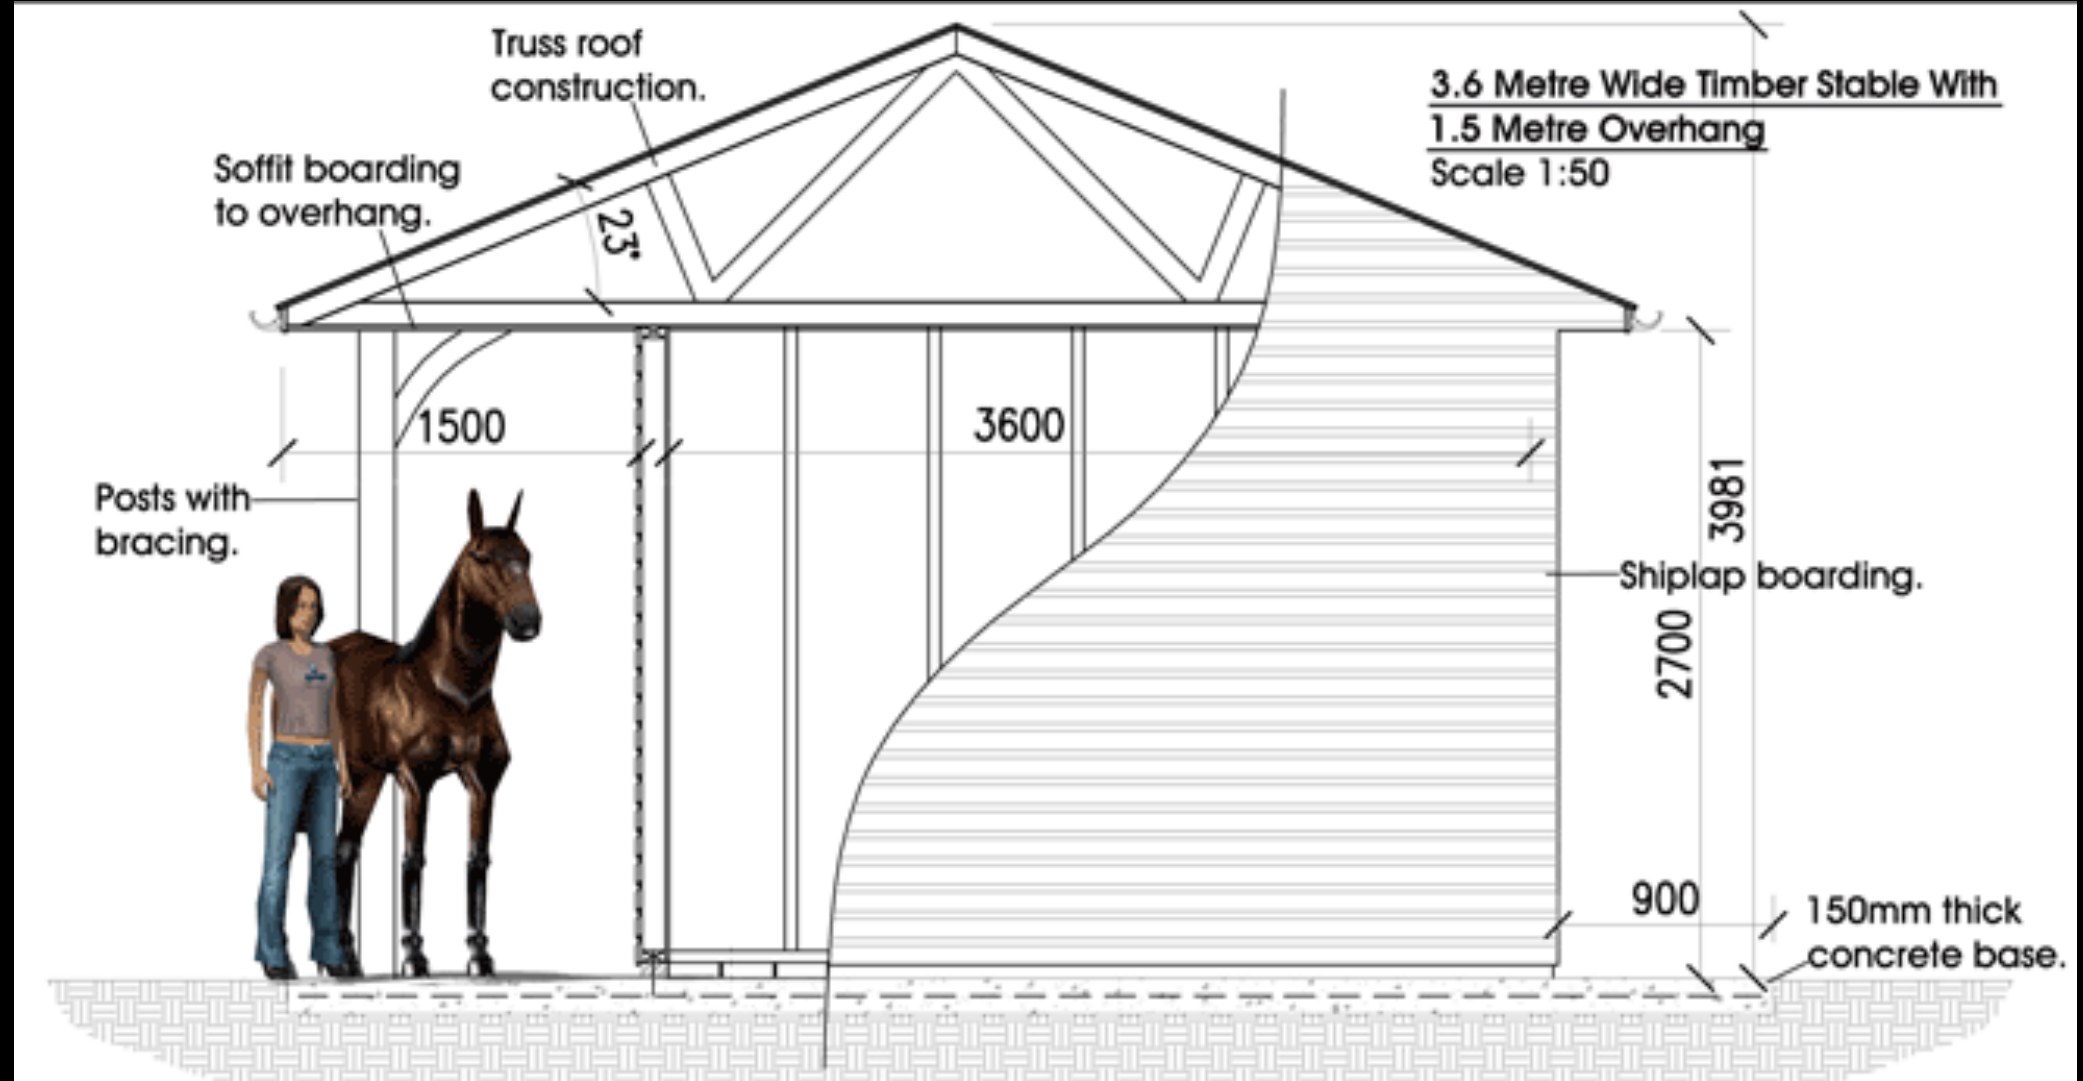 Truss roof
construction.
3.6 Metre Wide Timber Stable With
1.5 Metre Overhang
Scale 1:50
Soffit boarding
to overhang.
23°
1500
3600
Posts with
bracing.
3981
Shiplap boarding.
2700
900
150mm thick
concrete base.